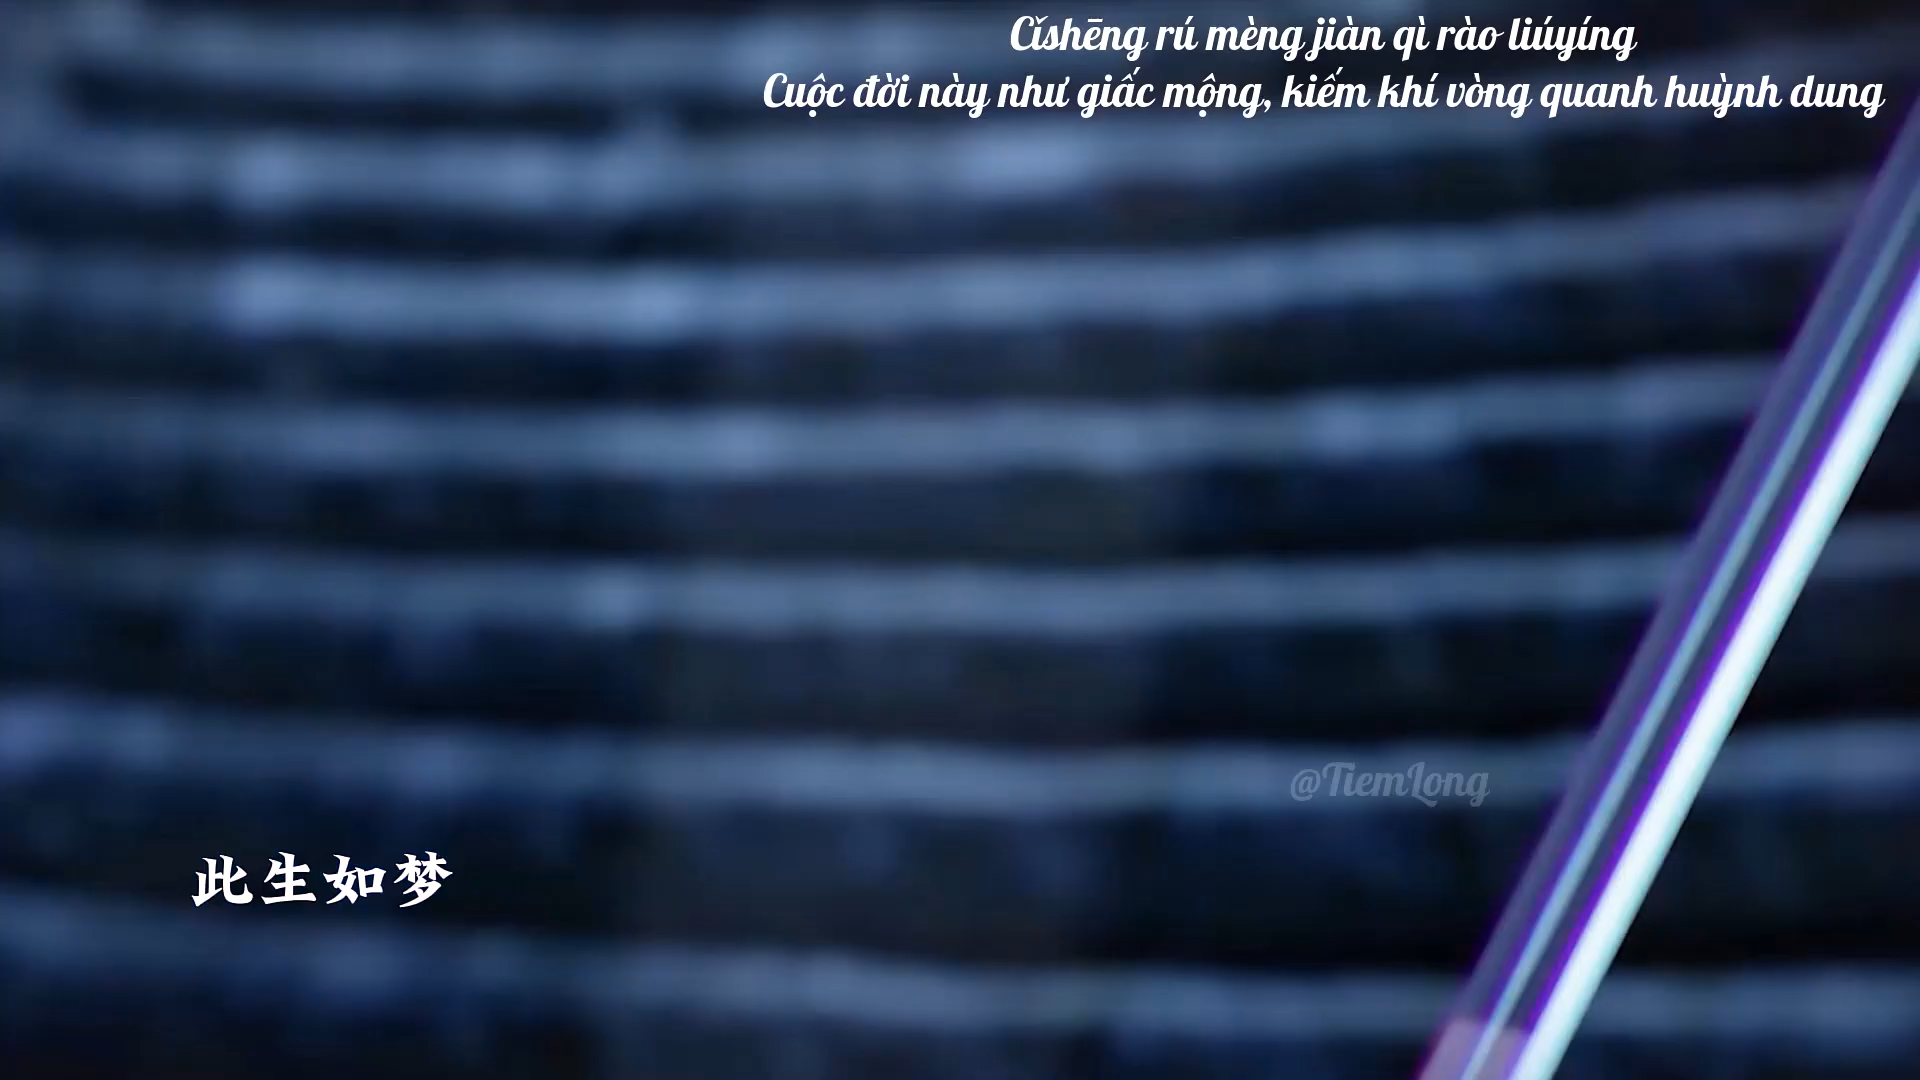 Cǐshēng rú mèng jiàn qì rào liúyíng
Cuộc đời này như giấc mộng, kiếm khí vòng quanh huỳnh dung
@TiemLong
此生如梦